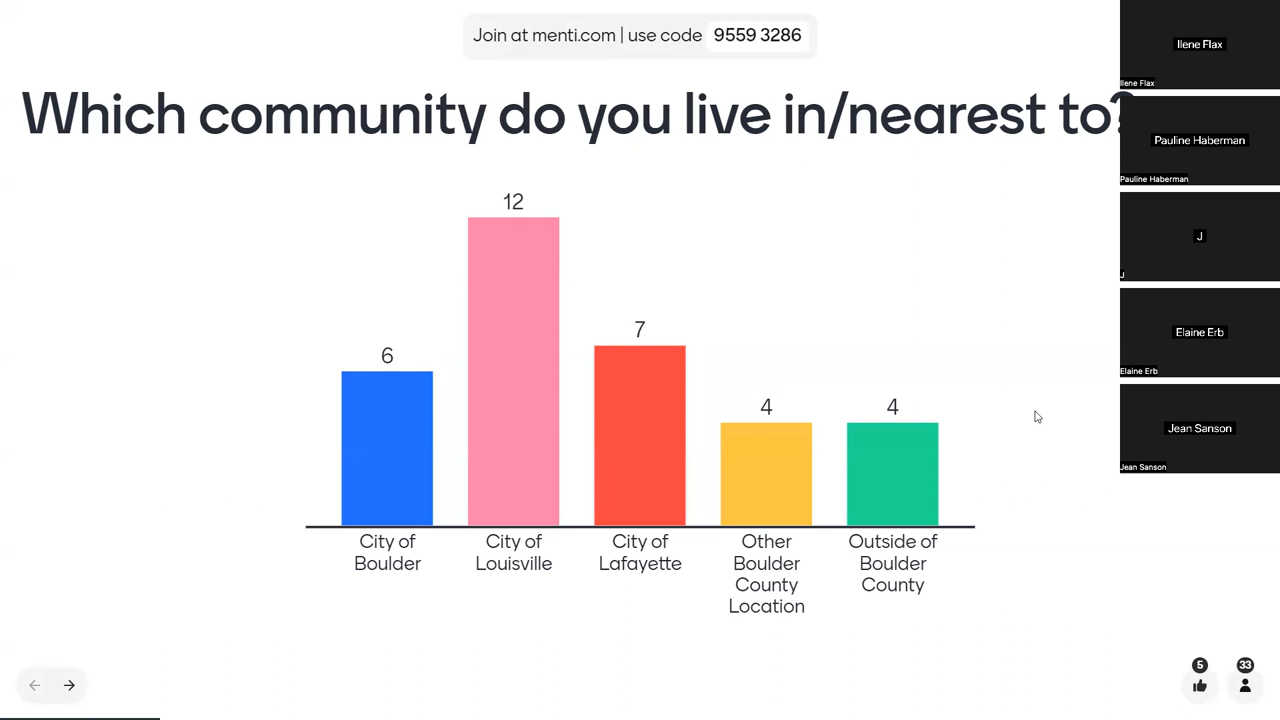 Join at menti.com | use code 9559 3286
Which community do you live in/nearest to?
12
7
6
4
4
City of
Boulder
City of
Louisville
City of
Lafayette
Other
Boulder
County
Location
Outside of
Boulder
County
5
33
Ilene Flax
Ilene Flax
Pauline Haberman
Pauline Haberman
J
J
Elaine Erb
Elaine Erb
Jean Sanson
Jean Sanson